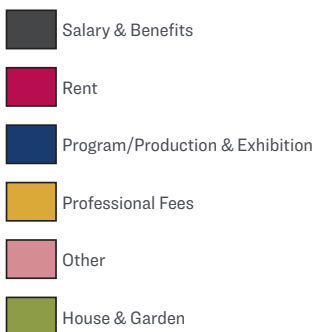 Salary & Benefits
Rent
Program/Production & Exhibition
Professional Fees
Other
House & Garden